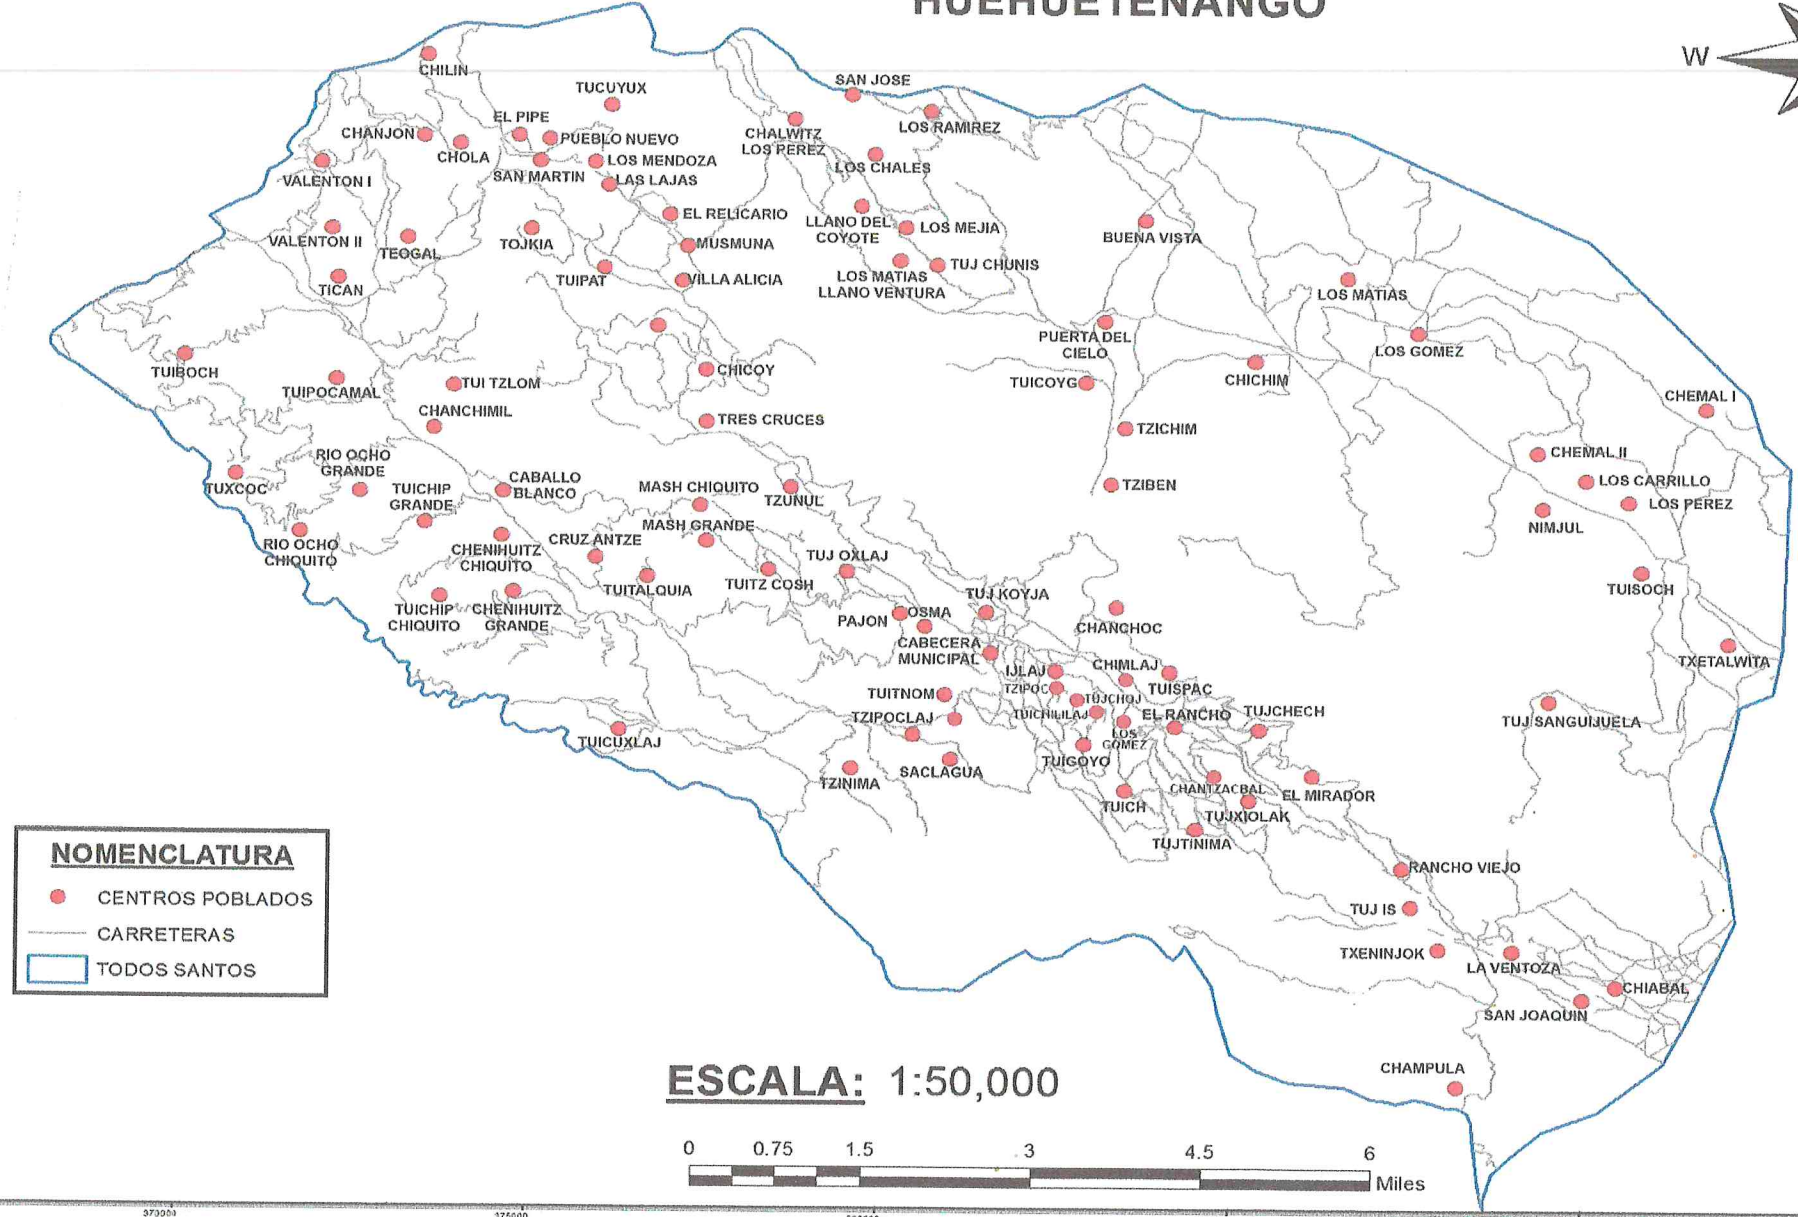 HUEHUETENANGO
W
CHILIN
SAN JOSE
TUCUYUX
EL PIPE
LOS RAMIREZ
CHANJON
PUEBLO NUEVO
CHALWITZ
LOS PEREZ
CHOLA
LOS MENDOZA
LOS CHALES
SAN MARTIN
LAS LAJAS
VALENTON I
EL RELICARIO
LLANO DEL
COYOTE
LOS MEJIA
BUENA VISTA
VALENTON II
TEOGAL
TOJKIA
MUSMUNA
TUJ CHUNIS
TICAN
TUIPAT
VILLA ALICIA
LOS MATIAS
LLANO VENTURA
LOS MATIAS
PUERTA DEL
CIELO
LOS GOMEZ
TUIBOCH
CHICOY
TUICOYG
CHICHIM
TUIPOCAMAL
TUI TZLOM
CHEMAL I
CHANCHIMIL
TRES CRUCES
TZICHIM
RIO OCHO
GRANDE
CHEMAL II
TUXCOC
TUICHIP
GRANDE
CABALLO
BLANCO
MASH CHIQUITO
TZUNUL
TZIBEN
LOS CARRILLO
LOS PEREZ
NIMJUL
RIO OCHO
CHIQUITO
CHENIHUITZ
CHIQUITO
CRUZ ANTZE
MASH GRANDE
TUJ OXLAJ
TUITALQUIA
TUITZ COSH
TUISOCH
TUICHIP
CHIQUITO
CHENIHUITZ
GRANDE
TUJ KOYJA
PAJON
OSMA
CHANCHOC
CABECERA
MUNICIPAL
IJLAJ
CHIMLAJ
TXETALWITA
TZIPOC
TUISPAC
TUITNOM
TUJCHOJ
TZIPOCLAJ
TUICHILILAJ
EL RANCHO
TUJCHECH
TUJ SANGUIJUELA
TUICUXLAJ
LOS
GOMEZ
TUIGOYO
SACLAGUA
TZINIMA
CHANTZACBAL
EL MIRADOR
TUICH
TUJXIOLAK
TUJTINIMA
RANCHO VIEJO
TUJ IS
TXENINJOK
LA VENTOZA
CHIABAL
SAN JOAQUIN
CHAMPULA
NOMENCLATURA
CENTROS POBLADOS
CARRETERAS
TODOS SANTOS
ESCALA: 1:50,000
0 0.75 1.5 3 4.5 6
Miles